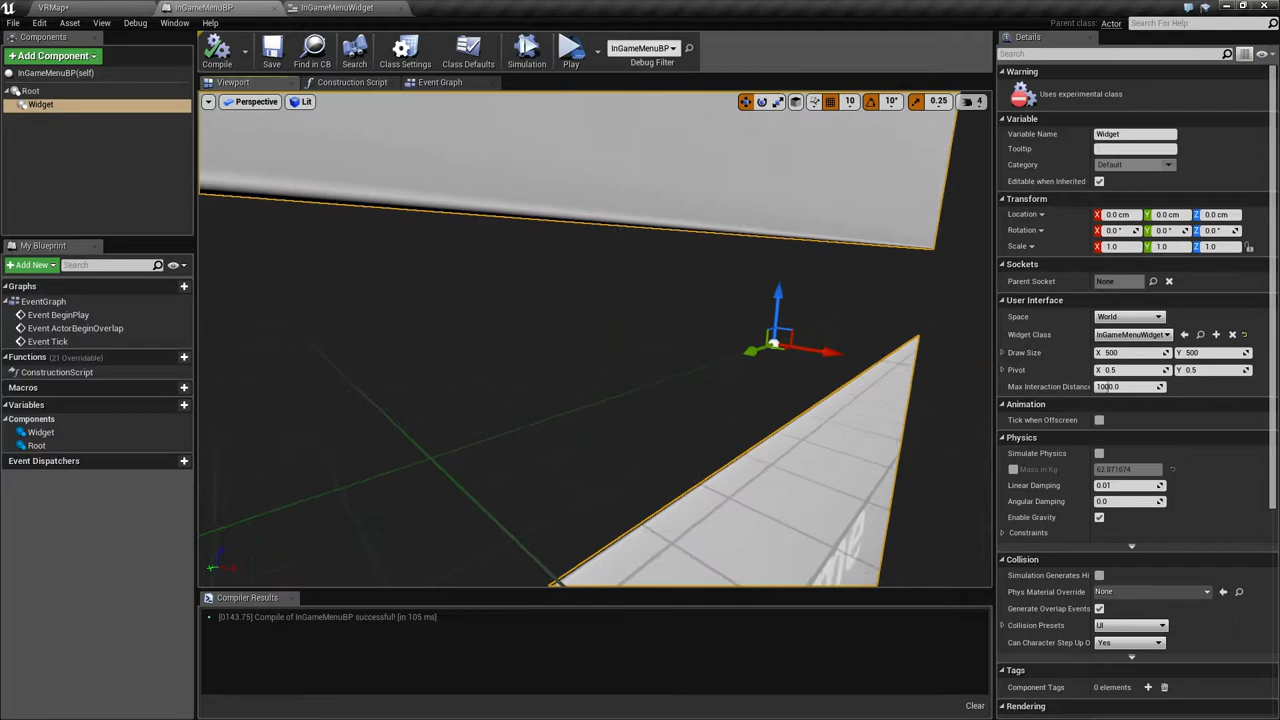 VRMap•
InGameMenuBP
InGameMenuWidget
File Edit Asset View Debug Window Help
Parent class: Actor
Search For Help
Components
Add Component
InGameMenuBP(self)
Root
Widget
My Blueprint
Add New
Search
Graphs
EventGraph
Event BeginPlay
Event ActorBeginOverlap
Event Tick
Functions (21 Overridable)
ConstructionScript
Macros
Variables
Components
Widget
Root
Event Dispatchers
Compile
Save
Find in CB
Search
Class Settings
Class Defaults
Simulation
Play
InGameMenuBP
Debug Filter
Viewport
Construction Script
Event Graph
Perspective
Lit
10
10°
0.25
4
Compiler Results
[0143.75] Compile of InGameMenuBP successful! [in 105 ms]
Clear
Details
Search
Warning
Uses experimental class
Variable
Variable Name Widget
Tooltip
Category Default
Editable when Inherited
Transform
Location X 0.0 cm Y 0.0 cm Z 0.0 cm
Rotation X 0.0 ° Y 0.0 ° Z 0.0 °
Scale X 1.0 Y 1.0 Z 1.0
Sockets
Parent Socket None
User Interface
Space World
Widget Class InGameMenuWidget
Draw Size X 500 Y 500
Pivot X 0.5 Y 0.5
Max Interaction Distance 1000.0
Animation
Tick when Offscreen
Physics
Simulate Physics
Mass in Kg 62.871674
Linear Damping 0.01
Angular Damping 0.0
Enable Gravity
Constraints
Collision
Simulation Generates Hi
Phys Material Override None
Generate Overlap Events
Collision Presets UI
Can Character Step Up O Yes
Tags
Component Tags 0 elements
Rendering